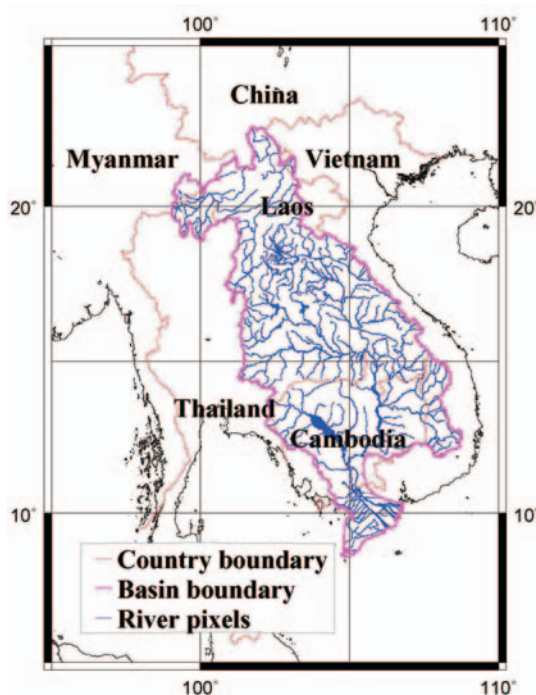 100° 110°
China
Myanmar Vietnam
20° Laos 20°
Thailand
Cambodia
10° 10°
Country boundary
Basin boundary
River pixels
100° 110°